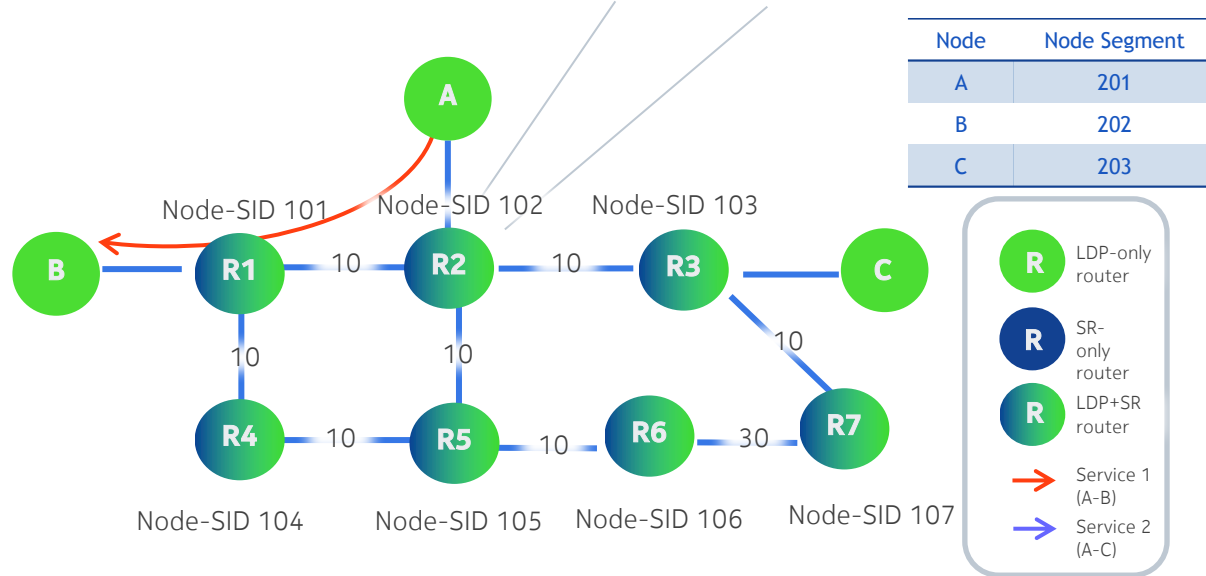 Node Node Segment
A 201
B 202
C 203
A
Node-SID 101
Node-SID 102
Node-SID 103
B
R1
10
R2
10
R3
C
10
10
10
R4
10
R5
10
R6
30
R7
Node-SID 104
Node-SID 105
Node-SID 106
Node-SID 107
R
LDP-only
router
R
SR-
only
router
R
LDP+SR
router
Service 1
(A-B)
Service 2
(A-C)